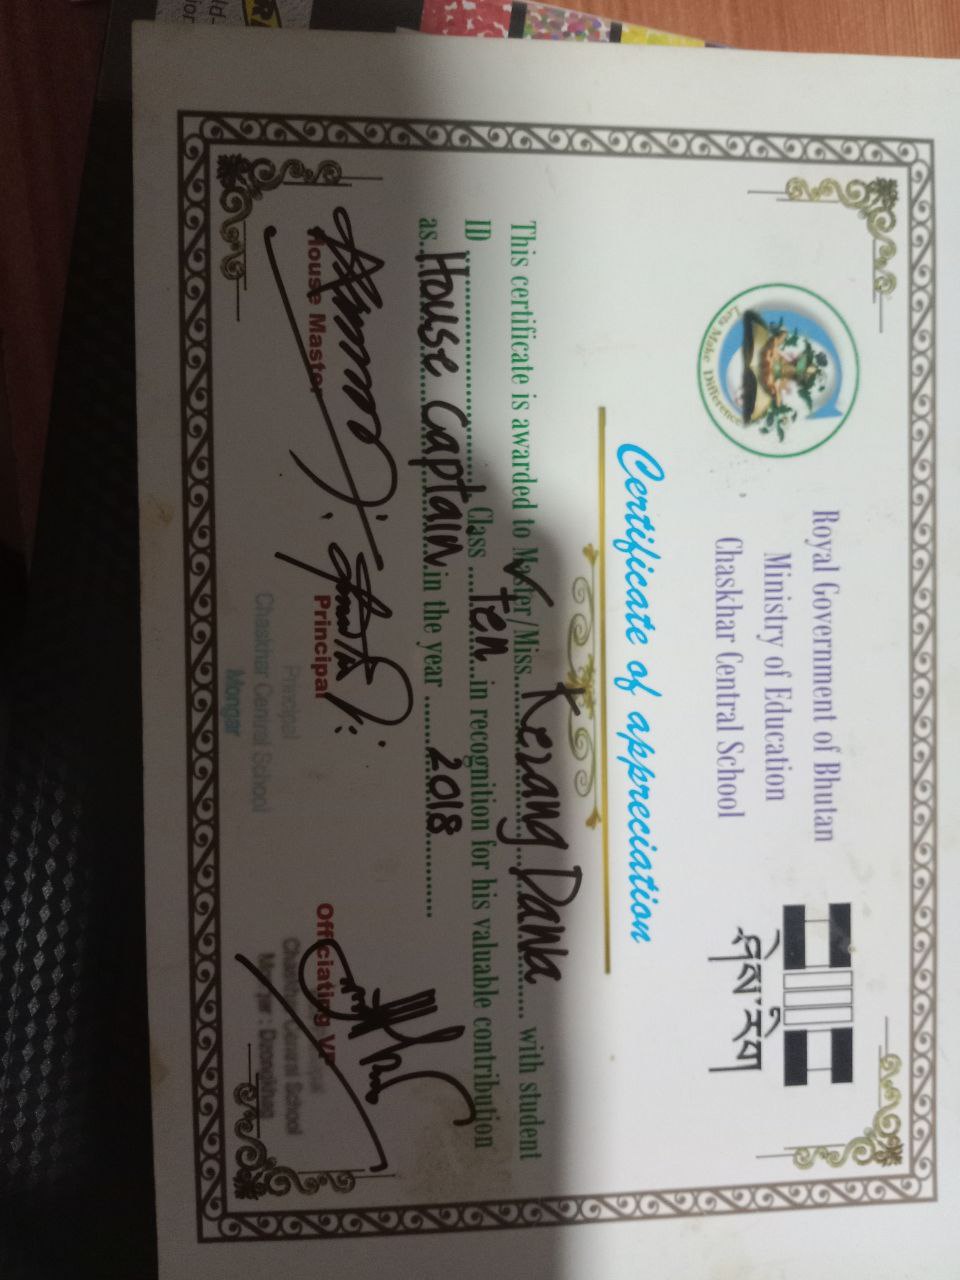 Lets Make Difference
Royal Government of Bhutan
Ministry of Education
Chaskhar Central School
ཤེས་རིག
Certificate of appreciation
This certificate is awarded to Master/Miss....Kezang Dawa.... with student
ID .............................. Class ....Ten.... in recognition for his valuable contribution
as..House Captain..in the year ........2018............
House Master
Principal
Officiating VP
Principal
Chaskhar Central School
Mongar
Chaskhar Central School
Mongar : Dzongkhag